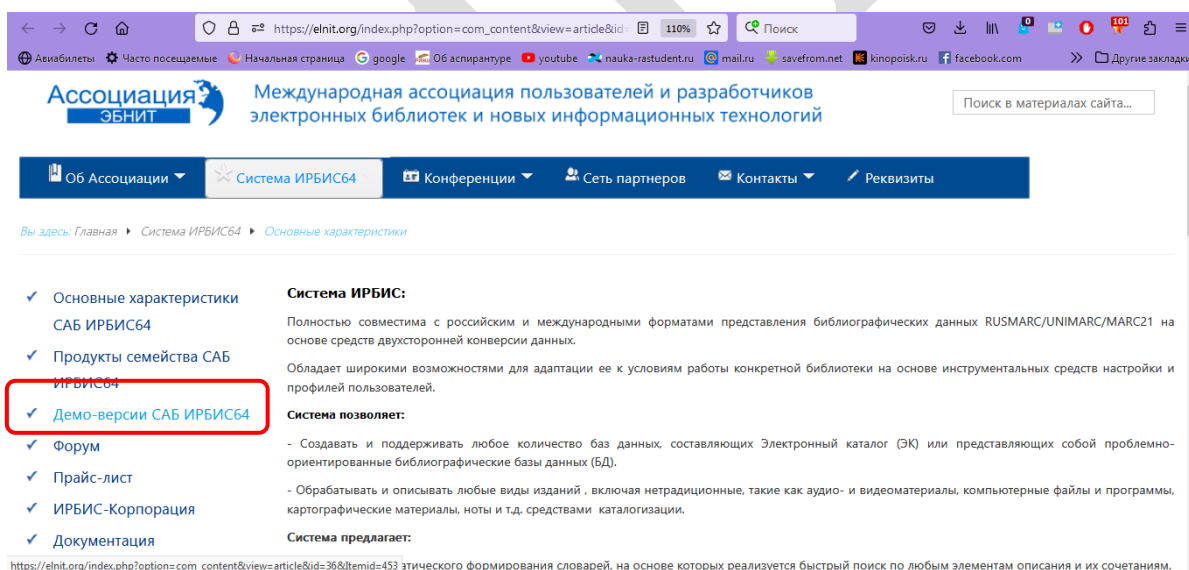 https://elnit.org/index.php?option=com_content&view=article&id= 110% Поиск 0 101
Авиабилеты Часто посещаемые Начальная страница google Об аспирантуре youtube nauka-rastudent.ru mail.ru savefrom.net kinopoisk.ru facebook.com Другие закладки
Ассоциация
ЭБНИТ
Международная ассоциация пользователей и разработчиков
электронных библиотек и новых информационных технологий
Поиск в материалах сайта...
Об Ассоциации Система ИРБИС64 Конференции Сеть партнеров Контакты Реквизиты
Вы здесь: Главная Система ИРБИС64 Основные характеристики
Основные характеристики
САБ ИРБИС64
Продукты семейства САБ
ИРБИС64
Демо-версии САБ ИРБИС64
Форум
Прайс-лист
ИРБИС-Корпорация
Документация
Система ИРБИС:
Полностью совместима с российским и международными форматами представления библиографических данных RUSMARC/UNIMARC/MARC21 на
основе средств двухсторонней конверсии данных.
Обладает широкими возможностями для адаптации ее к условиям работы конкретной библиотеки на основе инструментальных средств настройки и
профилей пользователей.
Система позволяет:
- Создавать и поддерживать любое количество баз данных, составляющих Электронный каталог (ЭК) или представляющих собой проблемно-
ориентированные библиографические базы данных (БД).
- Обрабатывать и описывать любые виды изданий , включая нетрадиционные, такие как аудио- и видеоматериалы, компьютерные файлы и программы,
картографические материалы, ноты и т.д. средствами каталогизации.
Система предлагает:
https://elnit.org/index.php?option=com_content&view=article&id=36&Itemid=453 атического формирования словарей, на основе которых реализуется быстрый поиск по любым элементам описания и их сочетаниям.